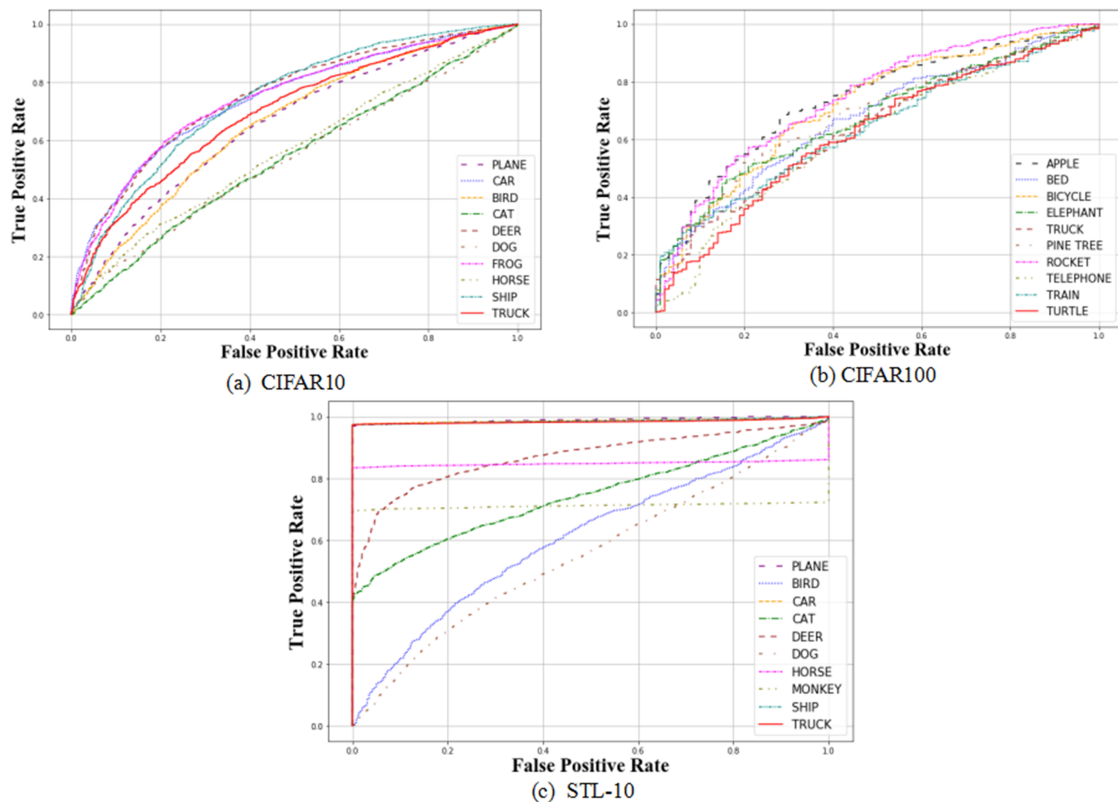 1.0
0.8
0.6
0.4
0.2
0.0
True Positive Rate
0.0 0.2 0.4 0.6 0.8 1.0
False Positive Rate
PLANE
CAR
BIRD
CAT
DEER
DOG
FROG
HORSE
SHIP
TRUCK
(a) CIFAR10
1.0
0.8
0.6
0.4
0.2
0.0
True Positive Rate
0.0 0.2 0.4 0.6 0.8 1.0
False Positive Rate
APPLE
BED
BICYCLE
ELEPHANT
TRUCK
PINE TREE
ROCKET
TELEPHONE
TRAIN
TURTLE
(b) CIFAR100
1.0
0.8
0.6
0.4
0.2
0.0
True Positive Rate
0.0 0.2 0.4 0.6 0.8 1.0
False Positive Rate
PLANE
BIRD
CAR
CAT
DEER
DOG
HORSE
MONKEY
SHIP
TRUCK
(c) STL-10